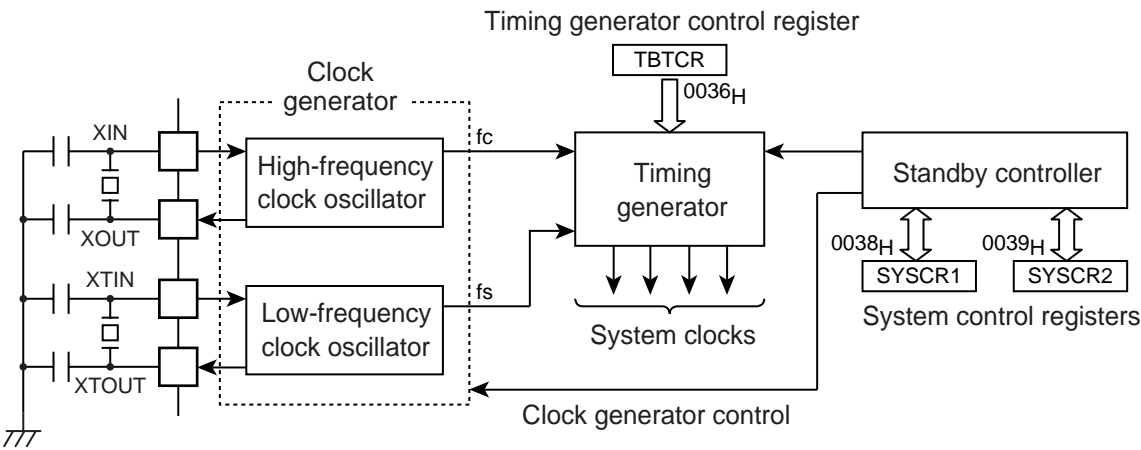 Timing generator control register
TBTCR
0036H
Clock
generator
XIN
XOUT
XTIN
XTOUT
High-frequency
clock oscillator
fc
Low-frequency
clock oscillator
fs
Timing
generator
System clocks
Standby controller
0038H
0039H
SYSCR1
SYSCR2
System control registers
Clock generator control